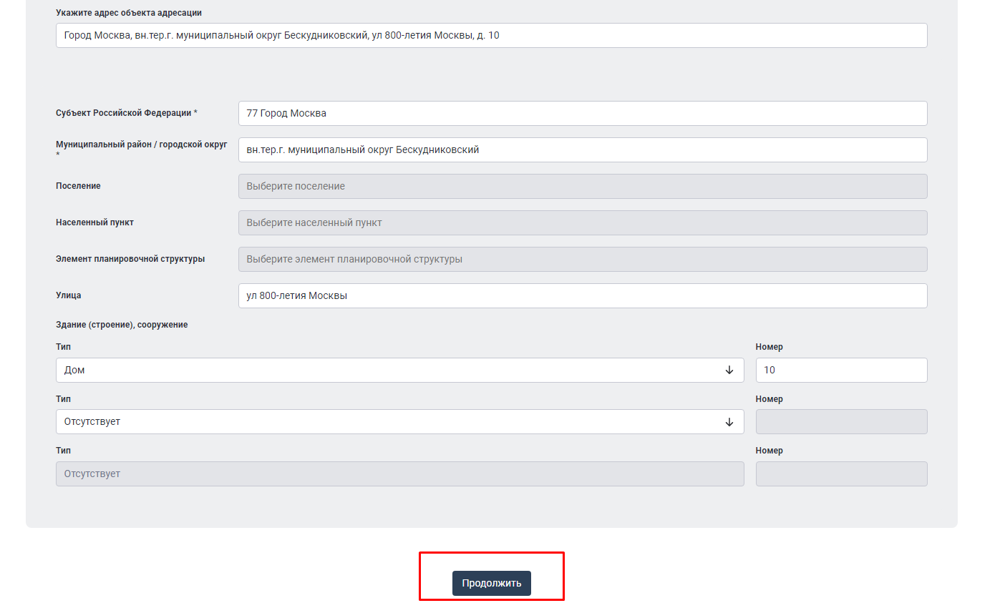 Укажите адрес объекта адресации
Город Москва, вн.тер.г. муниципальный округ Бескудниковский, ул 800-летия Москвы, д. 10
Субъект Российской Федерации *
77 Город Москва
Муниципальный район / городской округ
*
вн.тер.г. муниципальный округ Бескудниковский
Поселение
Выберите поселение
Населенный пункт
Выберите населенный пункт
Элемент планировочной структуры
Выберите элемент планировочной структуры
Улица
ул 800-летия Москвы
Здание (строение), сооружение
Тип
Номер
Дом
10
Тип
Номер
Отсутствует
Тип
Номер
Отсутствует
Продолжить